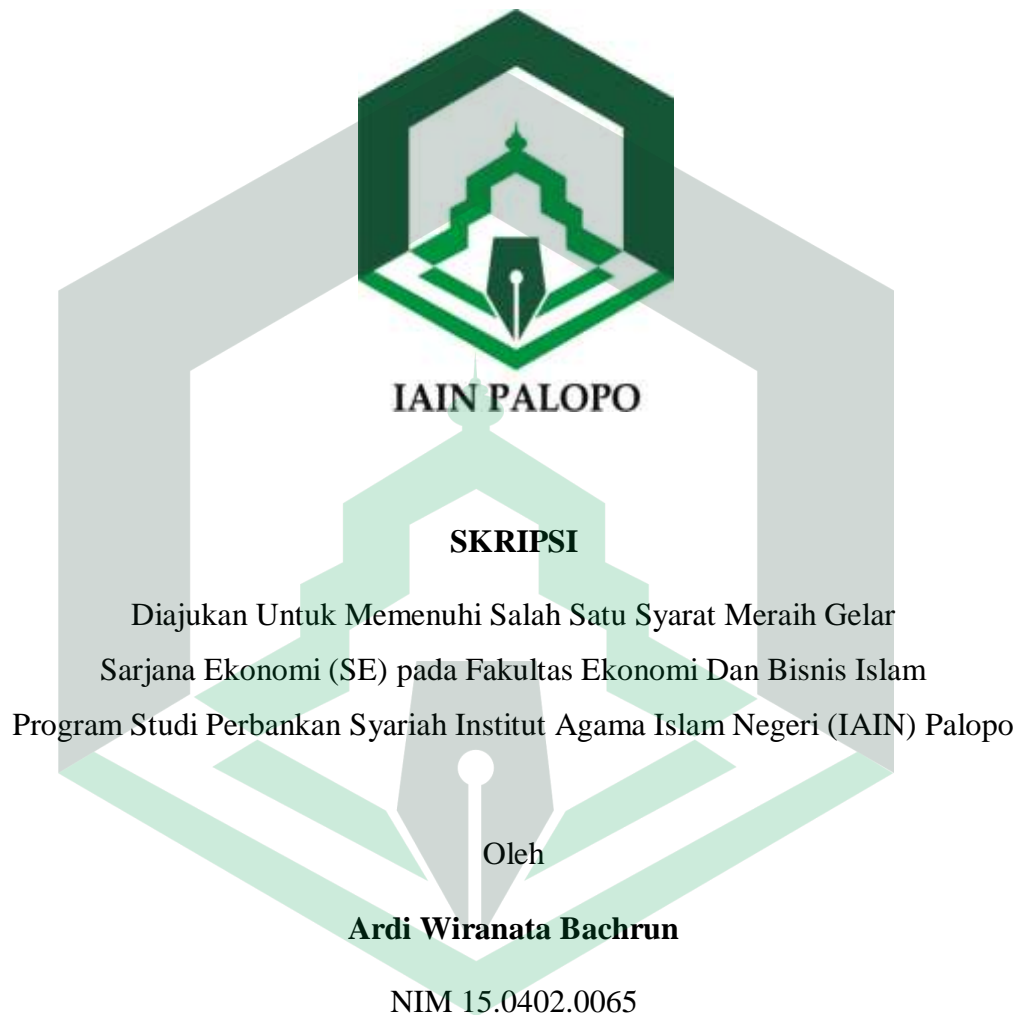 IAIN PALOPO
SKRIPSI
Diajukan Untuk Memenuhi Salah Satu Syarat Meraih Gelar
Sarjana Ekonomi (SE) pada Fakultas Ekonomi Dan Bisnis Islam
Program Studi Perbankan Syariah Institut Agama Islam Negeri (IAIN) Palopo
Oleh
Ardi Wiranata Bachrun
NIM 15.0402.0065